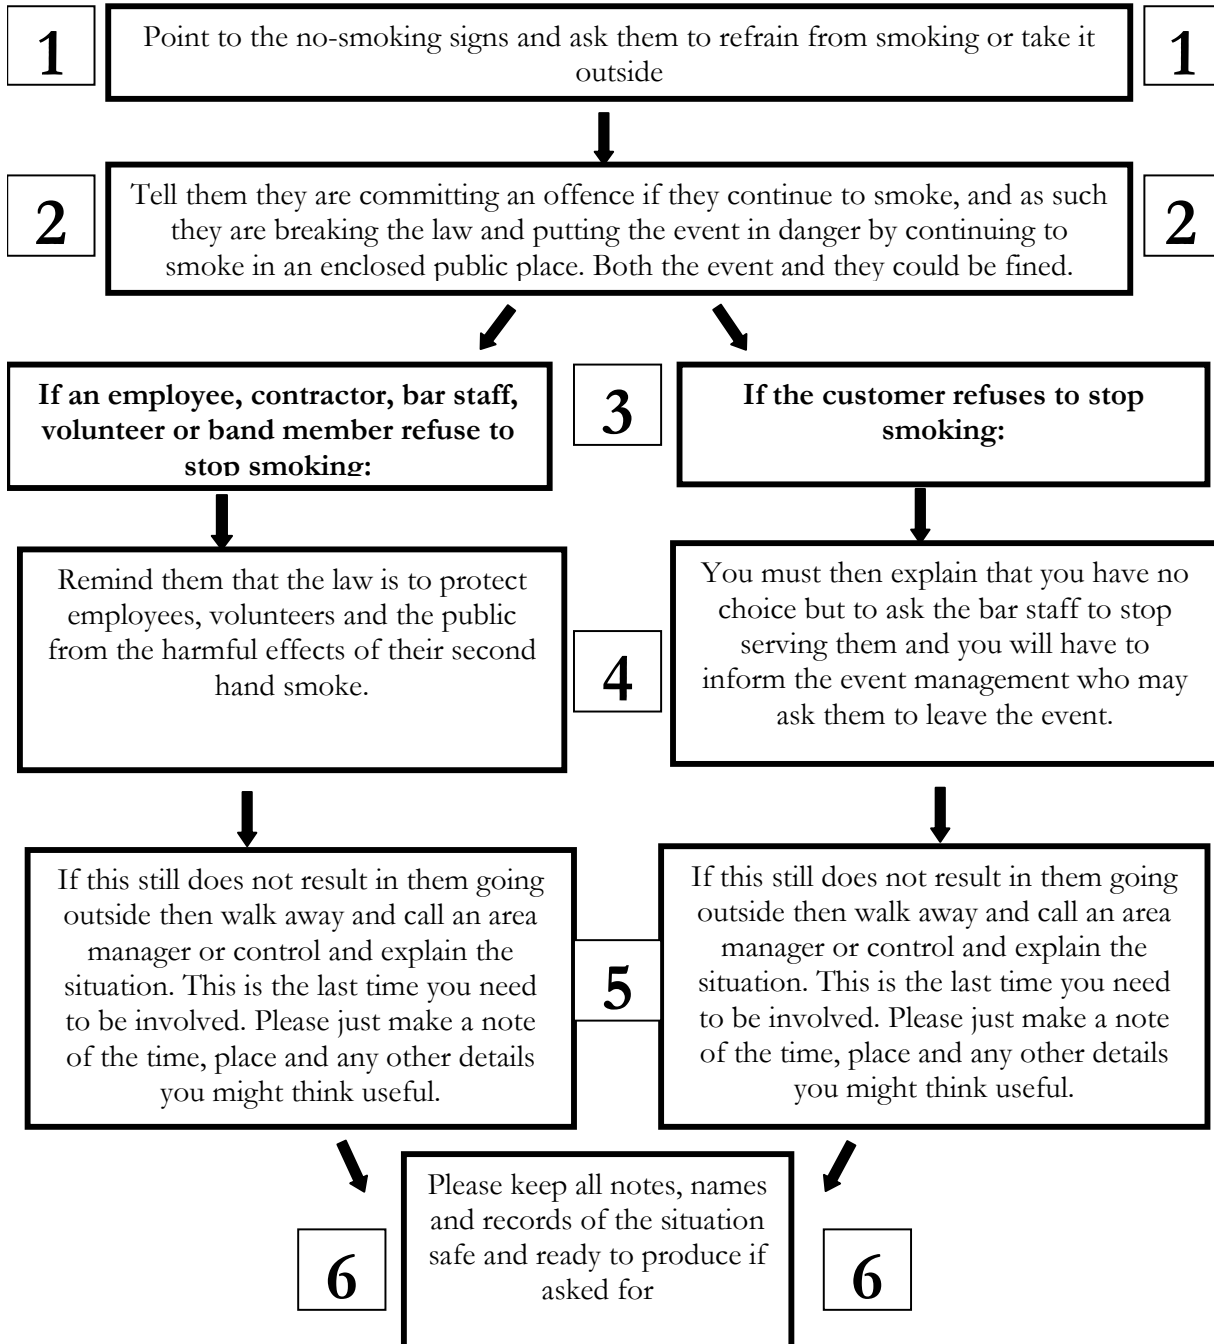 1
Point to the no-smoking signs and ask them to refrain from smoking or take it
outside
1
2
Tell them they are committing an offence if they continue to smoke, and as such
they are breaking the law and putting the event in danger by continuing to
smoke in an enclosed public place. Both the event and they could be fined.
2
If an employee, contractor, bar staff,
volunteer or band member refuse to
stop smoking:
3
If the customer refuses to stop
smoking:
Remind them that the law is to protect
employees, volunteers and the public
from the harmful effects of their second
hand smoke.
4
You must then explain that you have no
choice but to ask the bar staff to stop
serving them and you will have to
inform the event management who may
ask them to leave the event.
If this still does not result in them going
outside then walk away and call an area
manager or control and explain the
situation. This is the last time you need
to be involved. Please just make a note
of the time, place and any other details
you might think useful.
5
If this still does not result in them going
outside then walk away and call an area
manager or control and explain the
situation. This is the last time you need
to be involved. Please just make a note
of the time, place and any other details
you might think useful.
6
Please keep all notes, names
and records of the situation
safe and ready to produce if
asked for
6